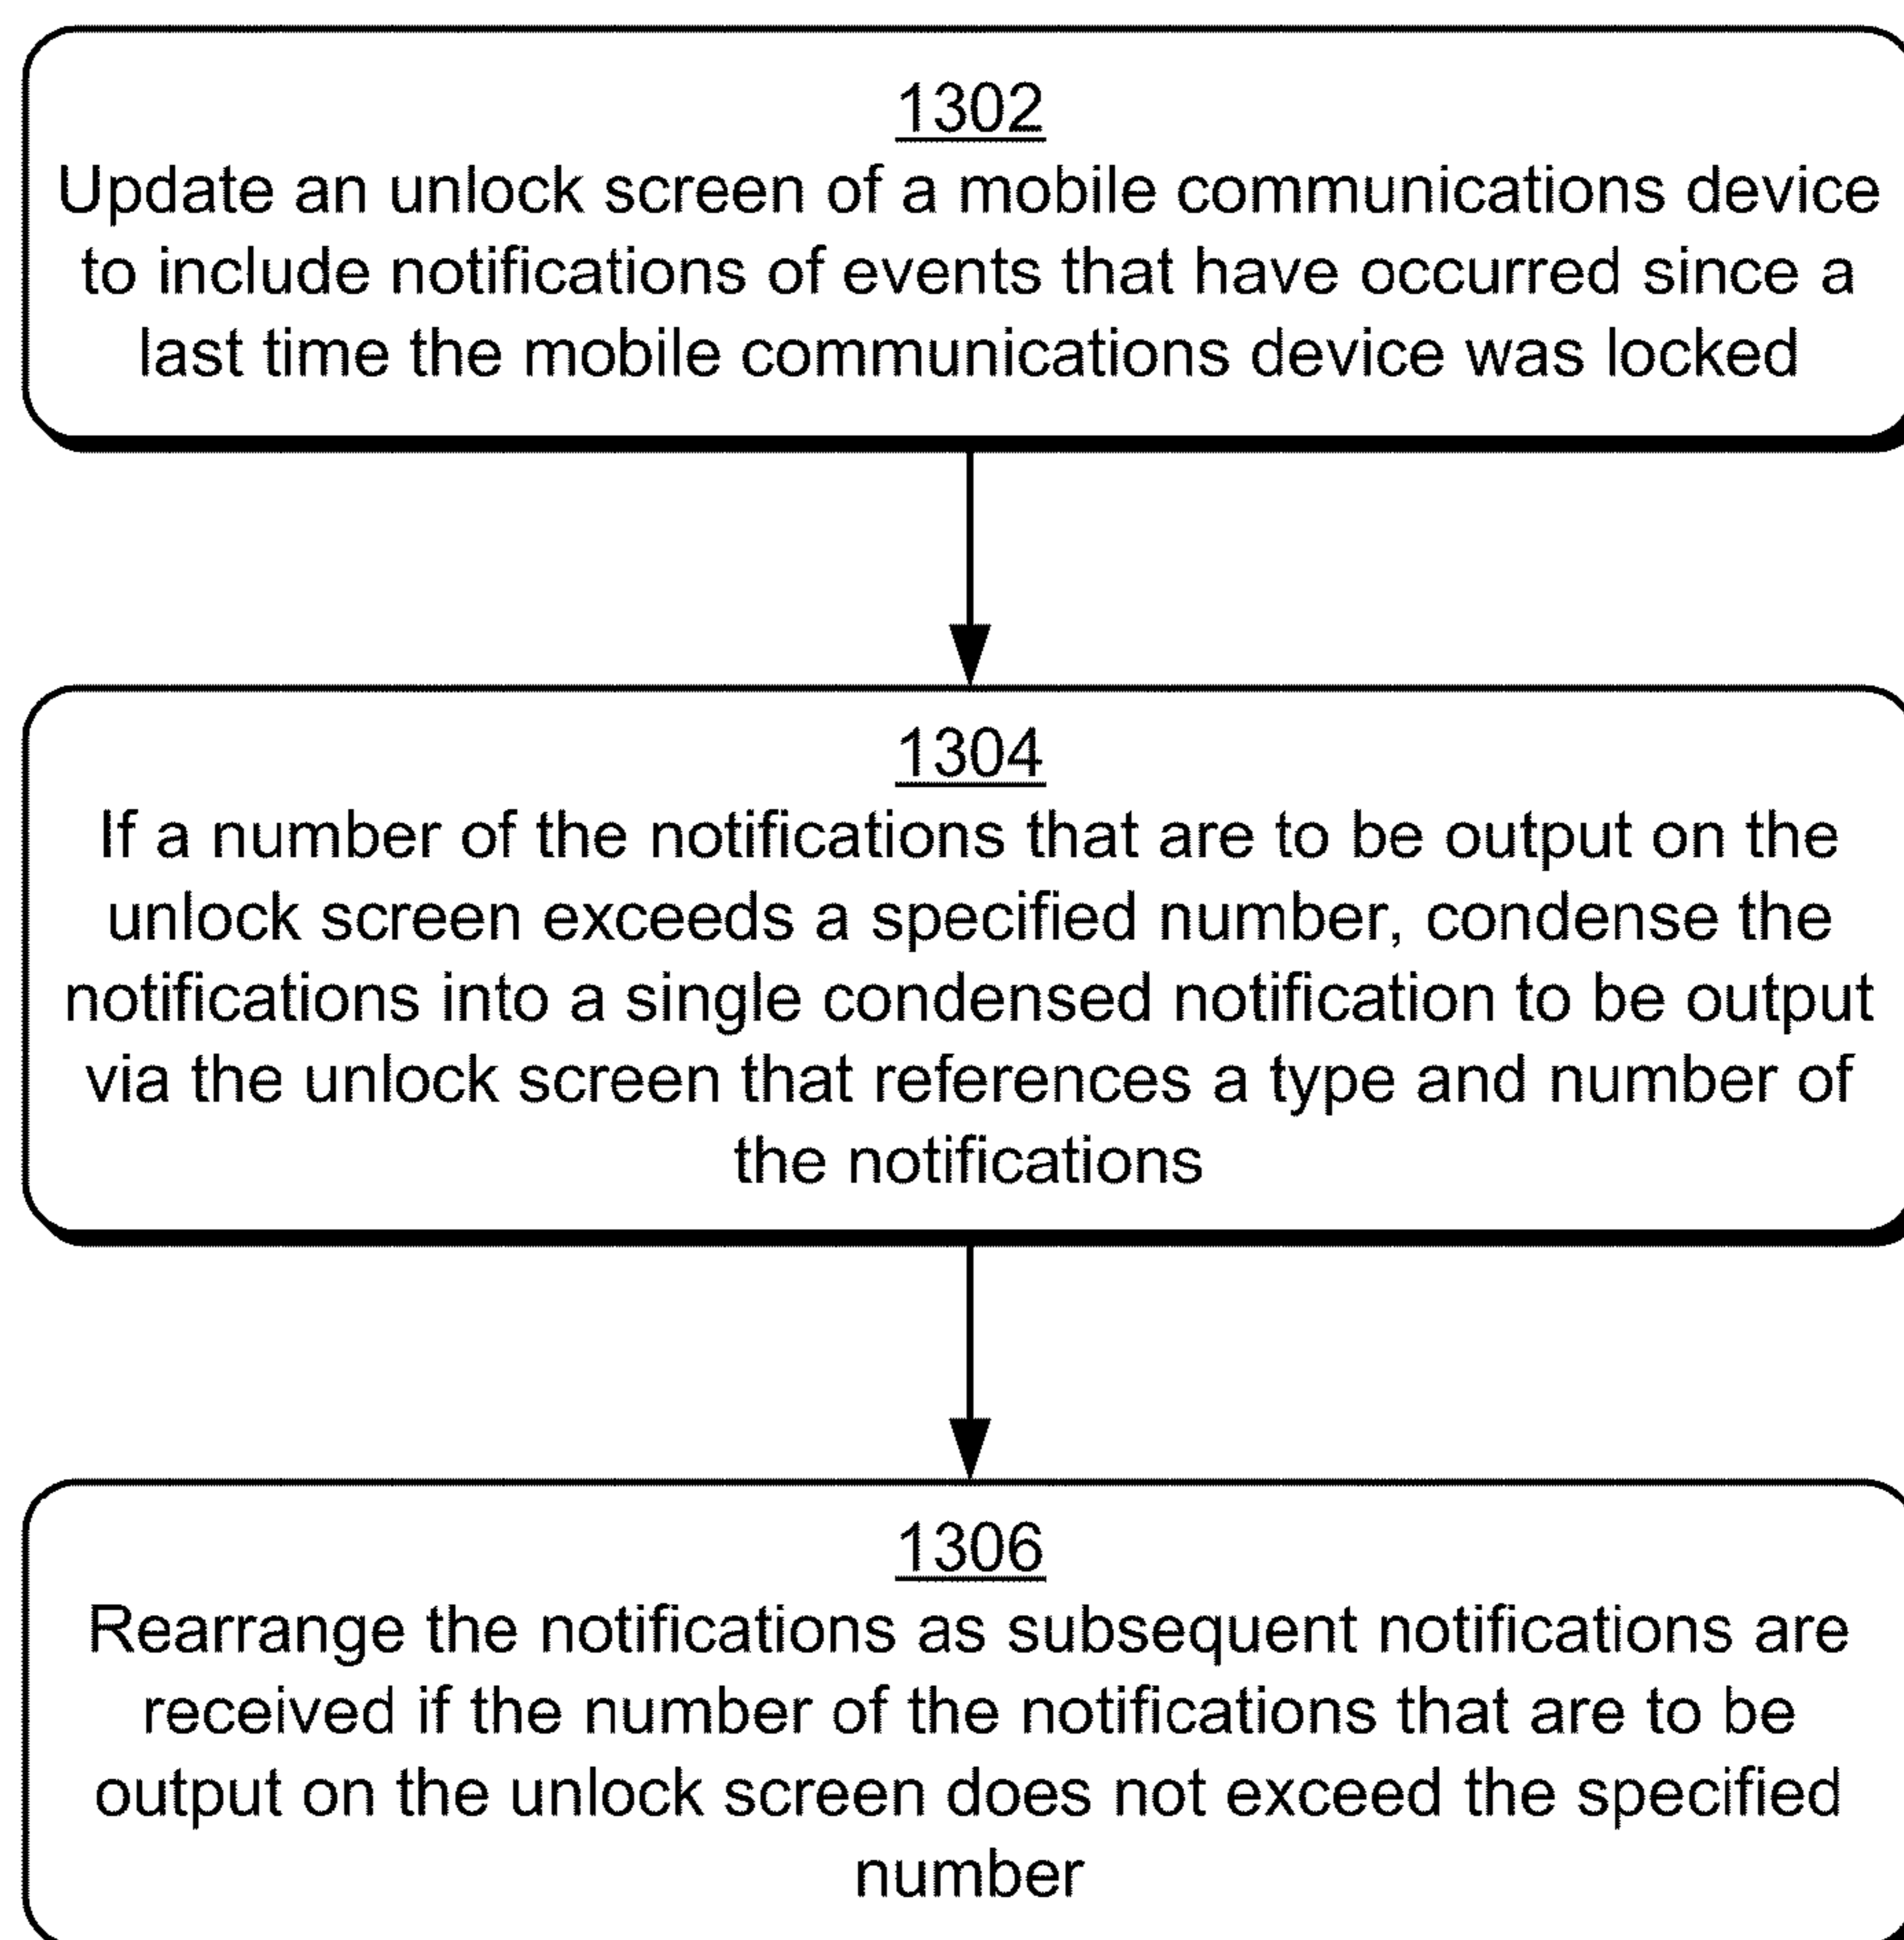 1302
Update an unlock screen of a mobile communications device
to include notifications of events that have occurred since a
last time the mobile communications device was locked
1304
If a number of the notifications that are to be output on the
unlock screen exceeds a specified number, condense the
notifications into a single condensed notification to be output
via the unlock screen that references a type and number of
the notifications
1306
Rearrange the notifications as subsequent notifications are
received if the number of the notifications that are to be
output on the unlock screen does not exceed the specified
number